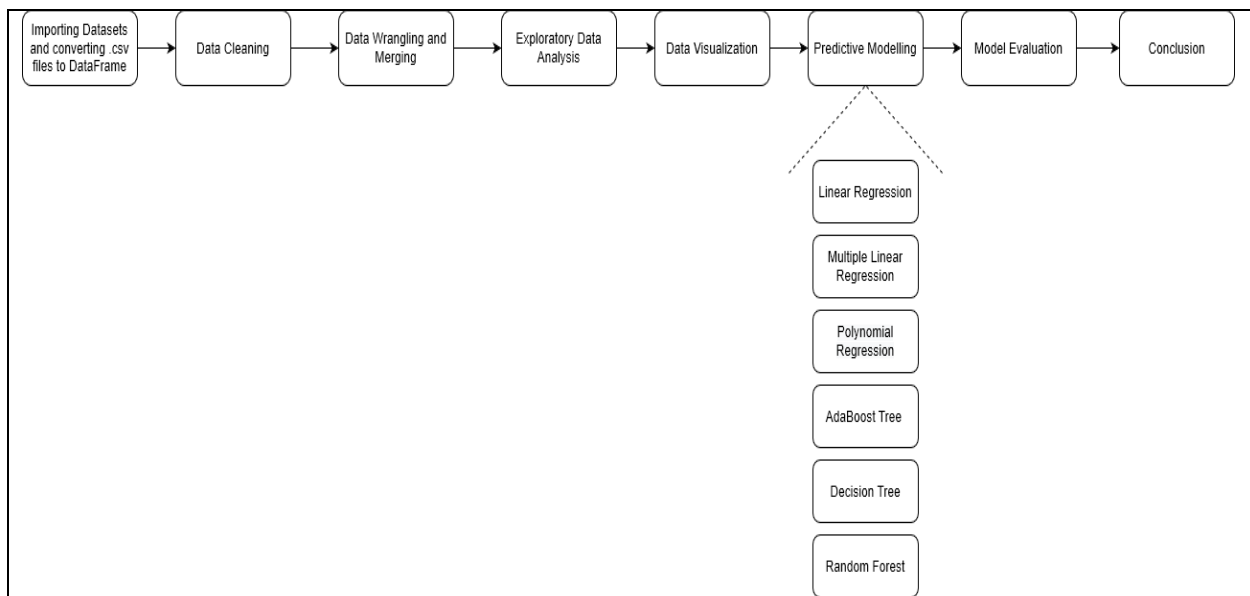 Importing Datasets
and converting .csv
files to DataFrame
Data Cleaning
Data Wrangling and
Merging
Exploratory Data
Analysis
Data Visualization
Predictive Modelling
Model Evaluation
Conclusion
Linear Regression
Multiple Linear
Regression
Polynomial
Regression
AdaBoost Tree
Decision Tree
Random Forest